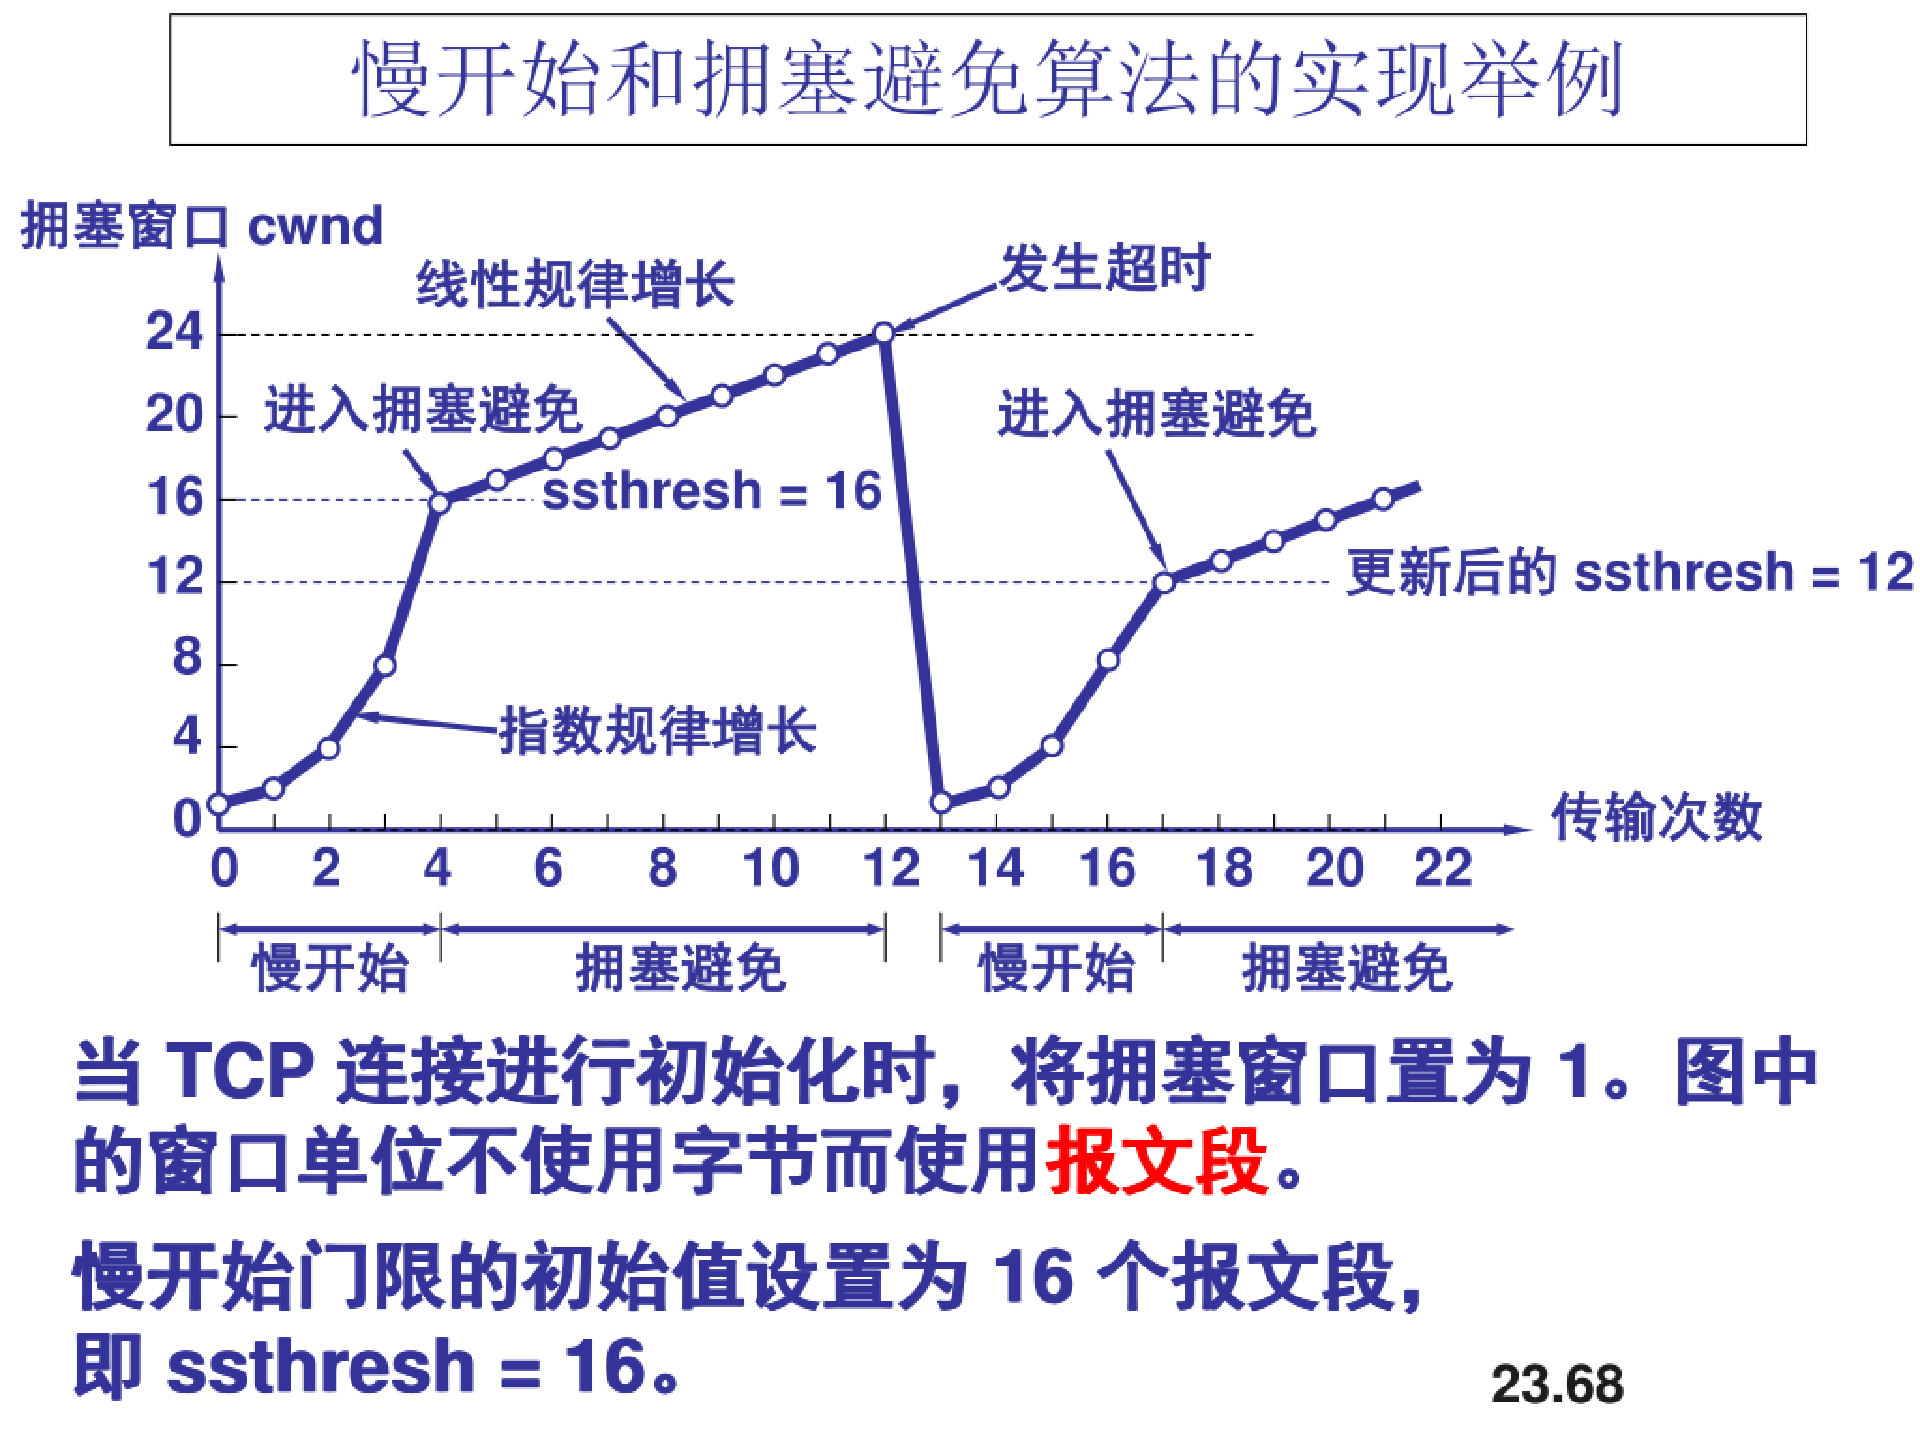 慢开始和拥塞避免算法的实现举例
拥塞窗口 cwnd
发生超时
线性规律增长
24
进入拥塞避免
进入拥塞避免
20
16
ssthresh = 16
12
更新后的 ssthresh = 12
8
4
指数规律增长
0
传输次数
0 2 4 6 8 10 12 14 16 18 20 22
慢开始 拥塞避免 慢开始 拥塞避免
当 TCP 连接进行初始化时，将拥塞窗口置为 1。图中
的窗口单位不使用字节而使用报文段。
慢开始门限的初始值设置为 16 个报文段，
即 ssthresh = 16。
23.68